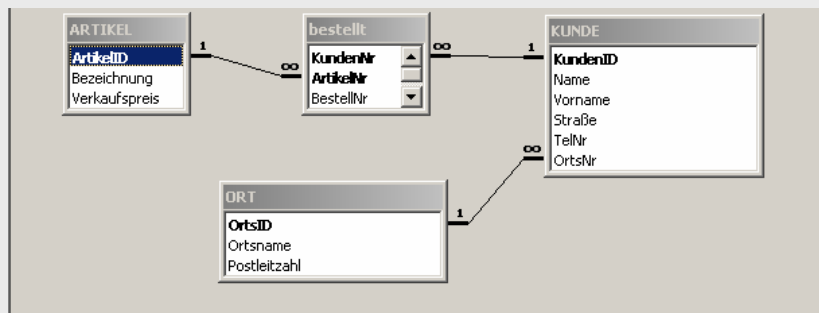 ARTIKEL
ArtikelID
Bezeichnung
Verkaufspreis
1
∞
bestellt
KundenNr
ArtikelNr
BestellNr
∞
1
KUNDE
KundenID
Name
Vorname
Straße
TelNr
OrtsNr
∞
ORT
OrtsID
Ortsname
Postleitzahl
1